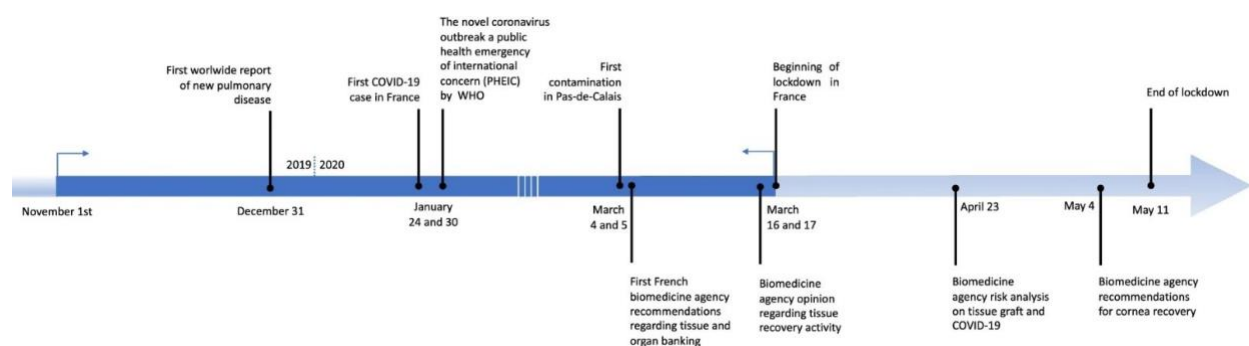 The novel coronavirus
outbreak a public
health emergency
of international
concern (PHEIC)
by WHO
First worlwide report
of new pulmonary
disease
First COVID-19
case in France
First
contamination
in Pas-de-Calais
Beginning of
lockdown in
France
End of lockdown
2019 2020
November 1st
December 31
January
24 and 30
March
4 and 5
March
16 and 17
April 23
May 4
May 11
First French
biomedicine agency
recommendations
regarding tissue and
organ banking
Biomedicine
agency opinion
regarding tissue
recovery activity
Biomedicine
agency risk analysis
on tissue graft and
COVID-19
Biomedicine agency
recommendations
for cornea recovery